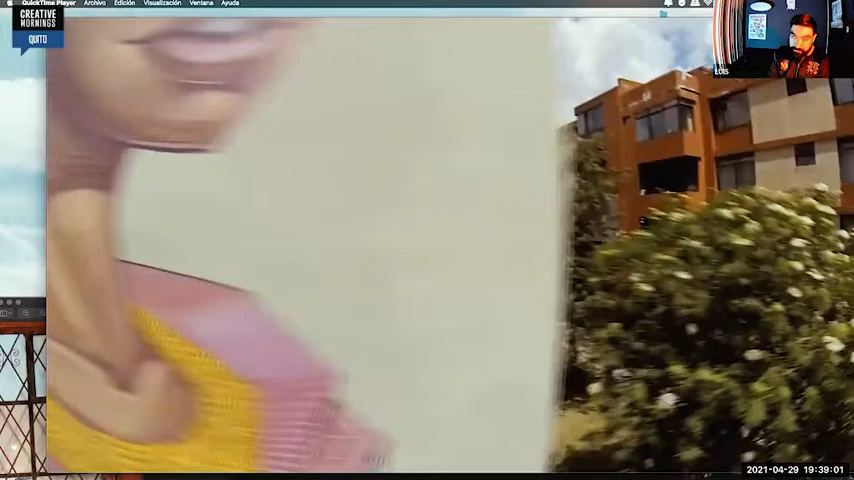 QuickTime Player Archivo Edición Visualización Ventana Ayuda
CREATIVE
MORNINGS
QUITO
LUIS
2021-04-29 19:39:01